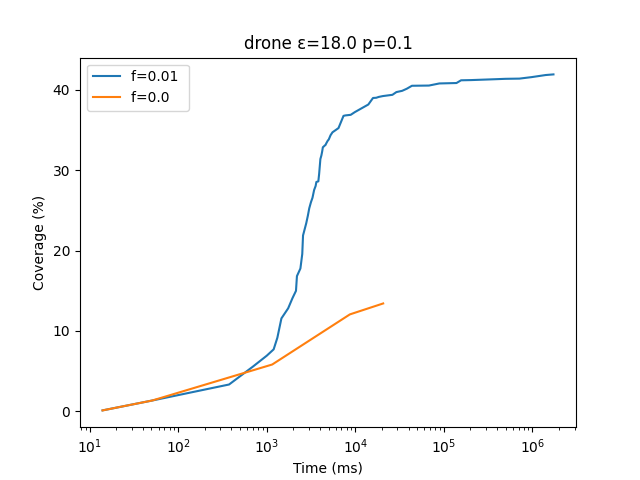 drone ε=18.0 p=0.1
f=0.01
f=0.0
Coverage (%)
40
30
20
10
0
10¹ 10² 10³ 10⁴ 10⁵ 10⁶
Time (ms)